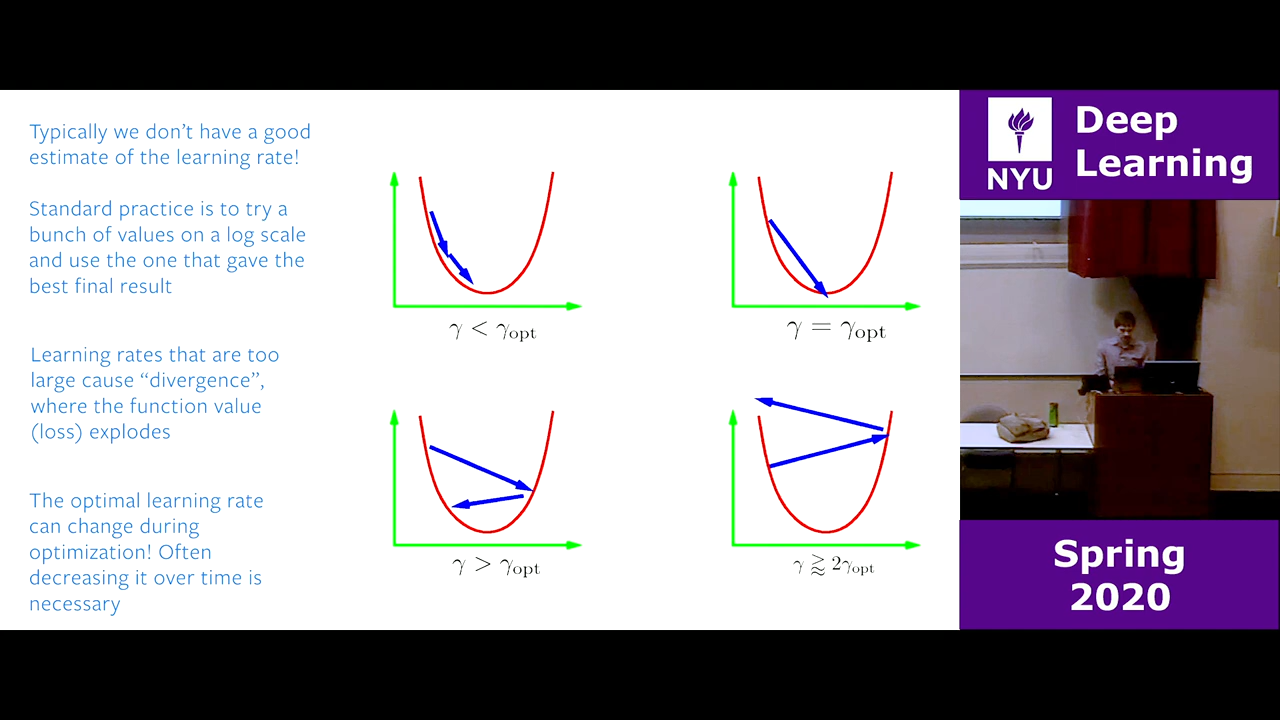 Typically we don't have a good
estimate of the learning rate!
Standard practice is to try a
bunch of values on a log scale
and use the one that gave the
best final result
Learning rates that are too
large cause “divergence”,
where the function value
(loss) explodes
The optimal learning rate
can change during
optimization! Often
decreasing it over time is
necessary
γ < γopt
γ = γopt
γ > γopt
γ ⪆ 2γopt
NYU
Deep
Learning
Spring
2020